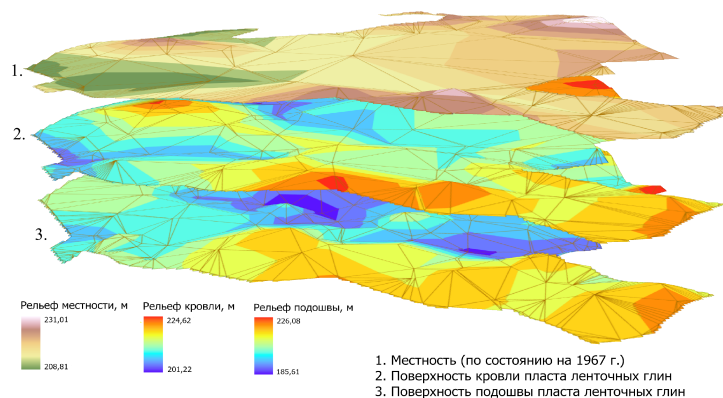 1.
2.
3.
Рельеф местности, м
231,01
208,81
Рельеф кровли, м
224,62
201,22
Рельеф подошвы, м
226,08
185,61
1. Местность (по состоянию на 1967 г.)
2. Поверхность кровли пласта ленточных глин
3. Поверхность подошвы пласта ленточных глин